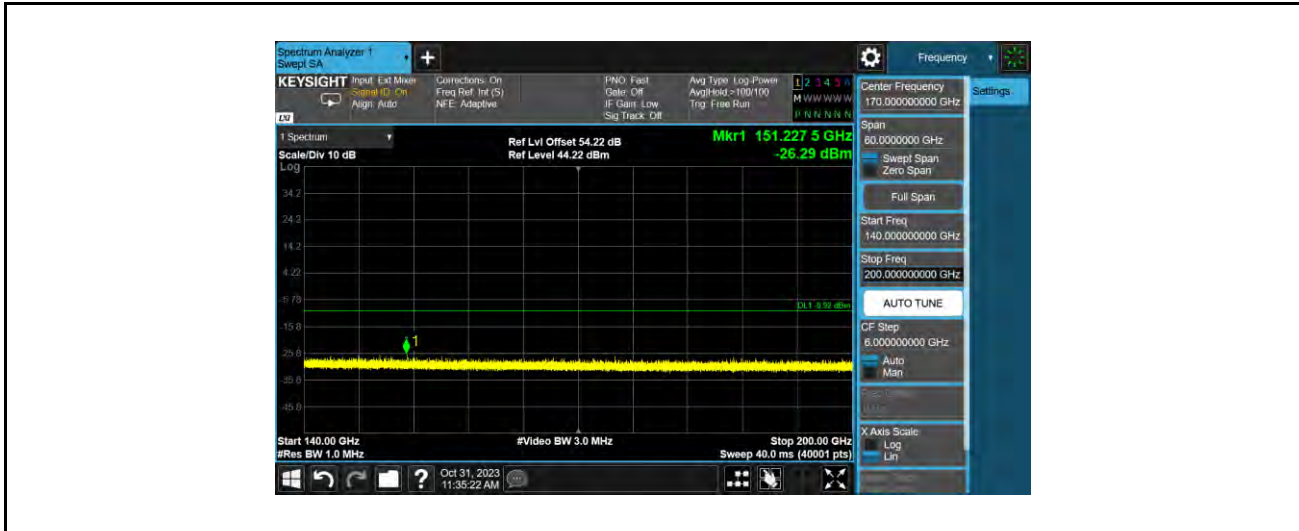 Spectrum Analyzer 1
Swept SA
+
Frequency
KEYSIGHT
Input: Ext Mixer
Signal ID: On
Align: Auto
Corrections: On
Freq Ref: Int (S)
NFE: Adaptive
PNO: Fast
Gate: Off
IF Gain: Low
Sig Track: Off
Avg Type: Log-Power
Avg|Hold:>100/100
Trig: Free Run
1 2 3 4 5 6
M W W W W W
P N N N N N
LXI
1 Spectrum
Scale/Div 10 dB
Log
Ref Lvl Offset 54.22 dB
Ref Level 44.22 dBm
Mkr1 151.227 5 GHz
-26.29 dBm
34.2
24.2
14.2
4.22
-5.78
-15.8
-25.8
-35.8
-45.8
1
Start 140.00 GHz
#Res BW 1.0 MHz
#Video BW 3.0 MHz
Stop 200.00 GHz
Sweep 40.0 ms (40001 pts)
Center Frequency
170.000000000 GHz
Settings
Span
60.0000000 GHz
Swept Span
Zero Span
Full Span
Start Freq
140.000000000 GHz
Stop Freq
200.000000000 GHz
AUTO TUNE
CF Step
6.000000000 GHz
Auto
Man
X Axis Scale
Log
Lin
?
Oct 31, 2023
11:35:22 AM